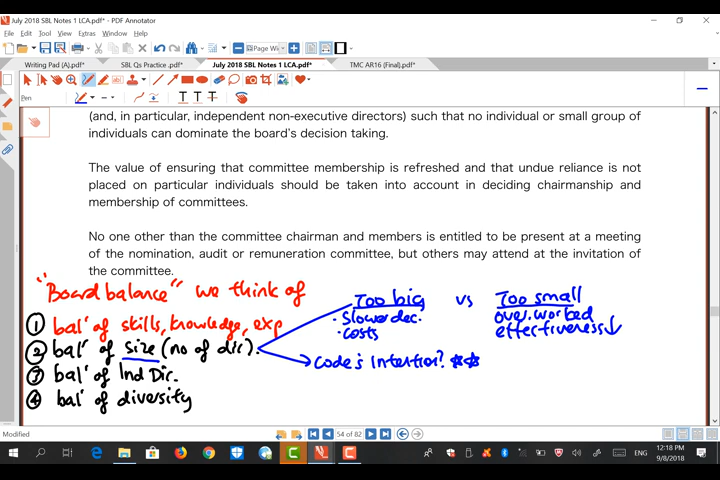 July 2018 SBL Notes 1 LCA.pdf* - PDF Annotator
File Edit Tool Extras Window Help
Page Wi
Writing Pad (A).pdf* SBL Qs Practice .pdf* July 2018 SBL Notes 1 LCA.pdf* TMC AR16 (Final).pdf*
Pen
(and, in particular, independent non-executive directors) such that no individual or small group of
individuals can dominate the board's decision taking.
The value of ensuring that committee membership is refreshed and that undue reliance is not
placed on particular individuals should be taken into account in deciding chairmanship and
membership of committees.
No one other than the committee chairman and members is entitled to be present at a meeting
of the nomination, audit or remuneration committee, but others may attend at the invitation of
the committee.
"Board balance" we think of
① bal' of skills, knowledge, exp
② bal' of size (no of dir).
③ bal' of Ind Dir.
④ bal' of diversity
Too big vs Too small
· Slower dec. over.worked
· costs effectiveness↓
Code's Intention? ☆☆
54 of 82
Modified
ENG
12:18 PM
9/8/2018